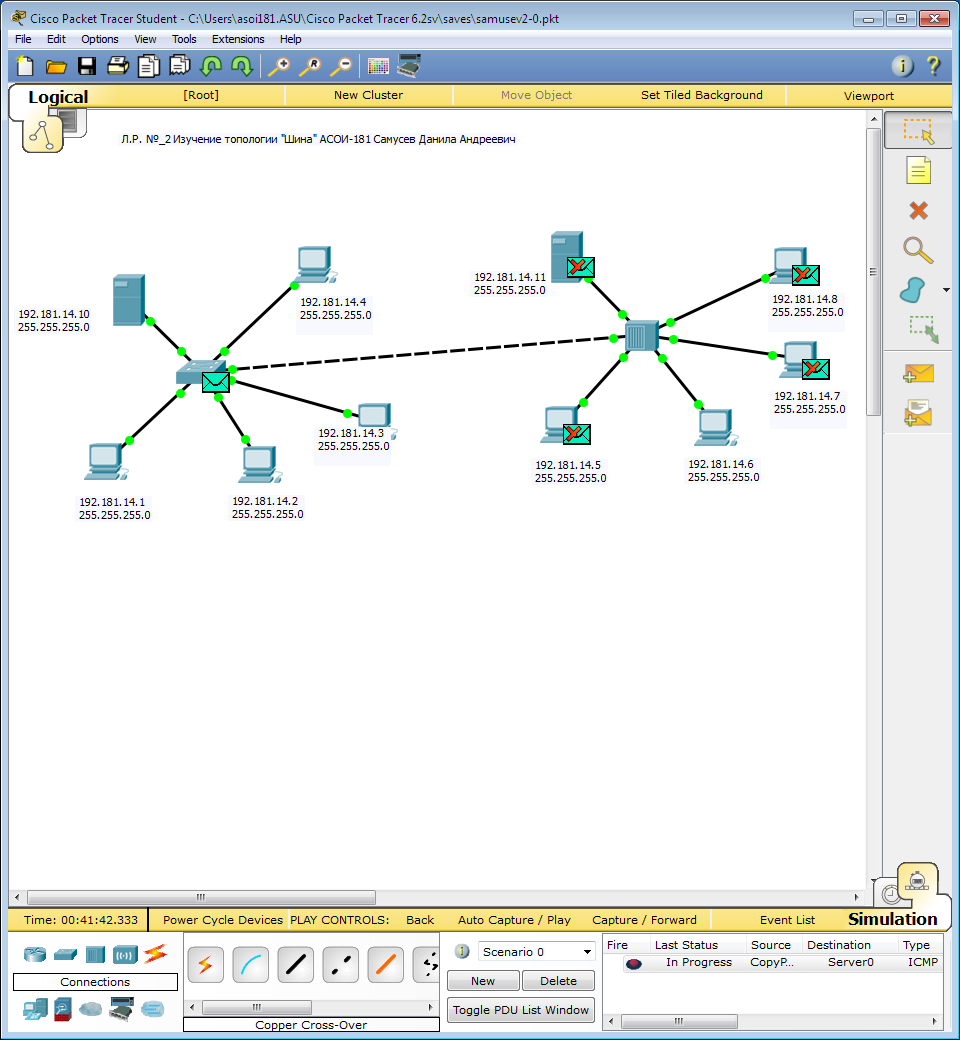 Cisco Packet Tracer Student - C:\Users\asoi181.ASU\Cisco Packet Tracer 6.2sv\saves\samusev2-0.pkt
File Edit Options View Tools Extensions Help
Logical [Root] New Cluster Move Object Set Tiled Background Viewport
Л.Р. №_2 Изучение топологии "Шина" АСОИ-181 Самусев Данила Андреевич
192.181.14.10
255.255.255.0
192.181.14.4
255.255.255.0
192.181.14.11
255.255.255.0
192.181.14.8
255.255.255.0
192.181.14.3
255.255.255.0
192.181.14.7
255.255.255.0
192.181.14.1
255.255.255.0
192.181.14.2
255.255.255.0
192.181.14.5
255.255.255.0
192.181.14.6
255.255.255.0
Time: 00:41:42.333 Power Cycle Devices PLAY CONTROLS: Back Auto Capture / Play Capture / Forward Event List Simulation
Connections
Copper Cross-Over
Scenario 0
New Delete
Toggle PDU List Window
Fire Last Status Source Destination Type
In Progress CopyP... Server0 ICMP